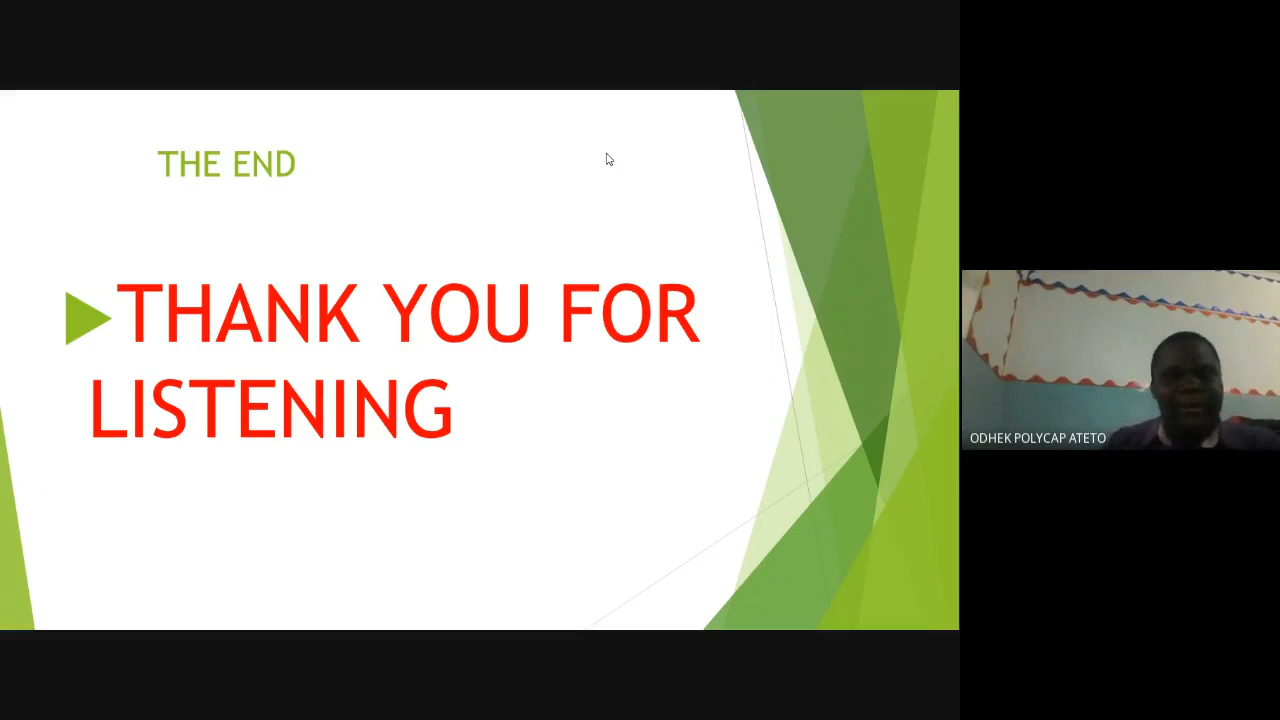 THE END
THANK YOU FOR
LISTENING
ODHEK POLYCAP ATETO